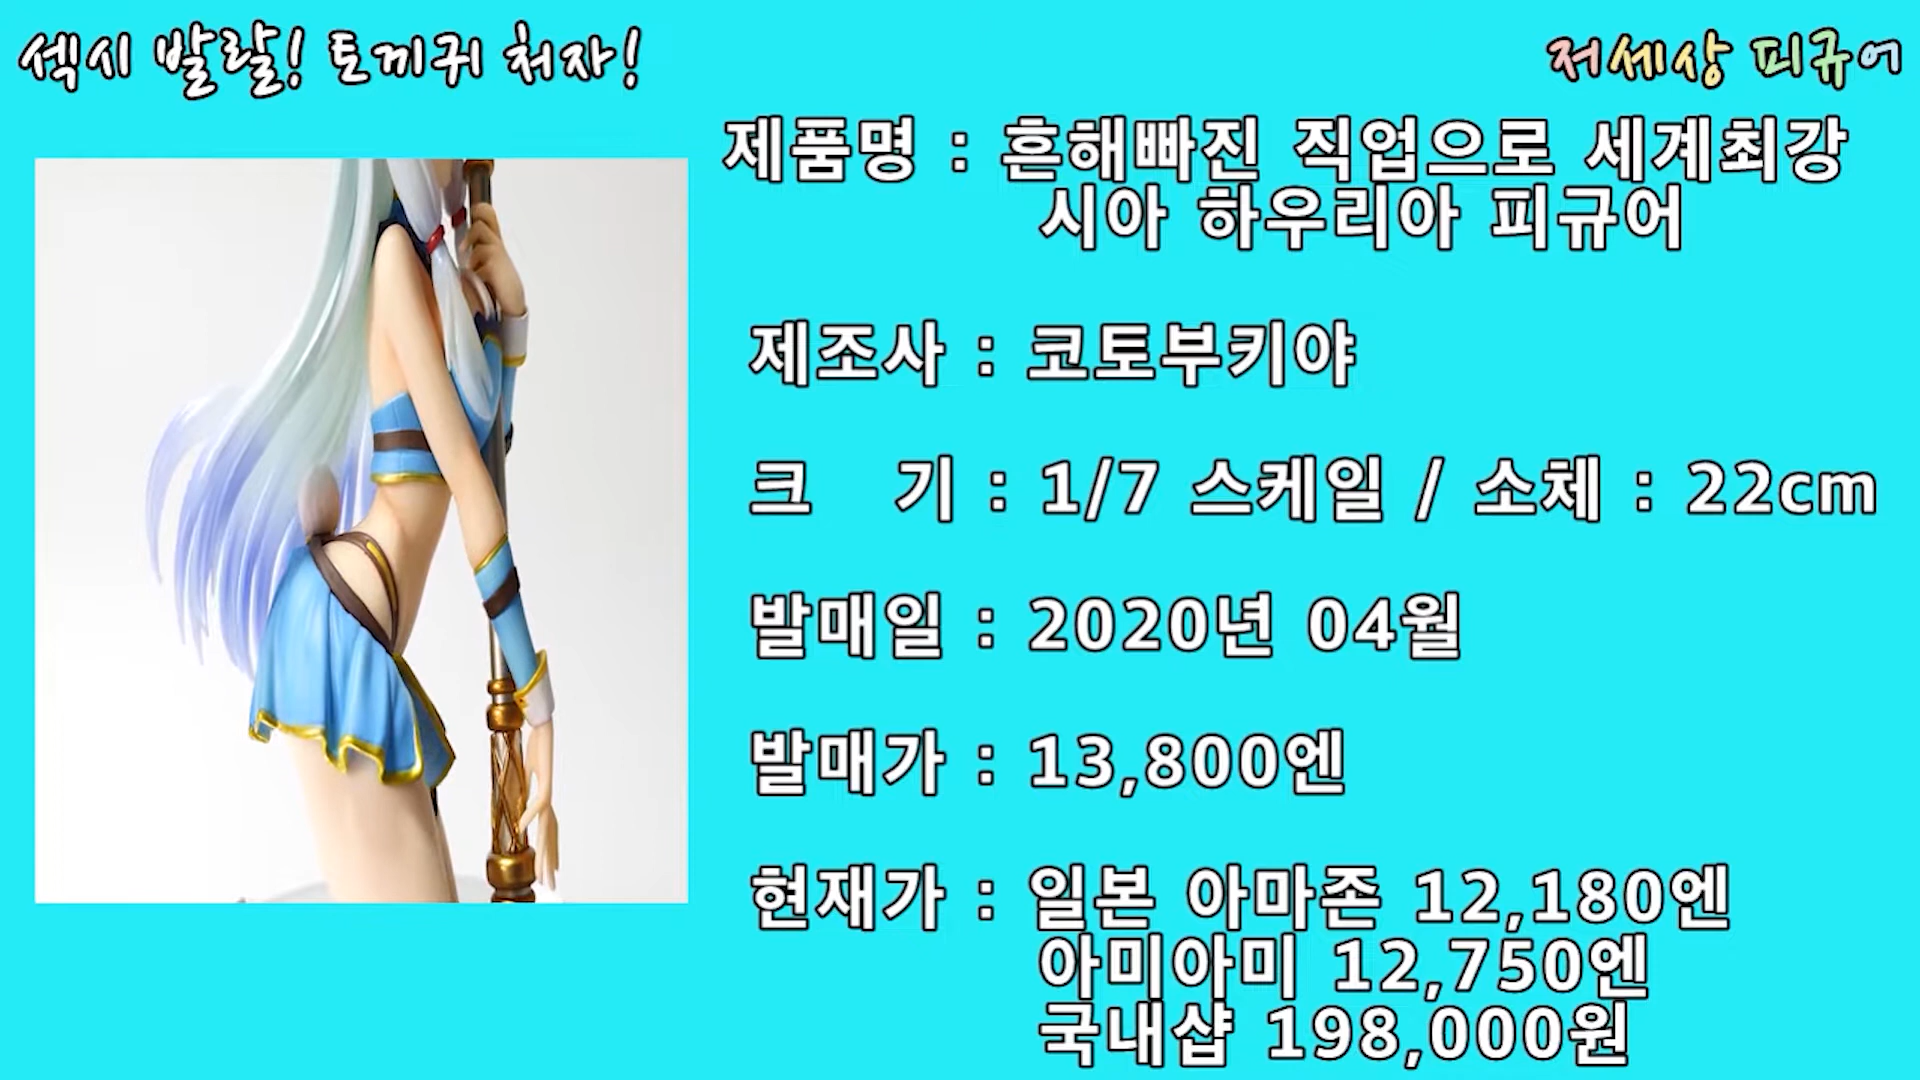 섹시 발랄! 토끼귀 처자!
저세상 피규어
제품명 : 흔해빠진 직업으로 세계최강
시아 하우리아 피규어
제조사 : 코토부키야
크 기 : 1/7 스케일 / 소체 : 22cm
발매일 : 2020년 04월
발매가 : 13,800엔
현재가 : 일본 아마존 12,180엔
아미아미 12,750엔
국내샵 198,000원